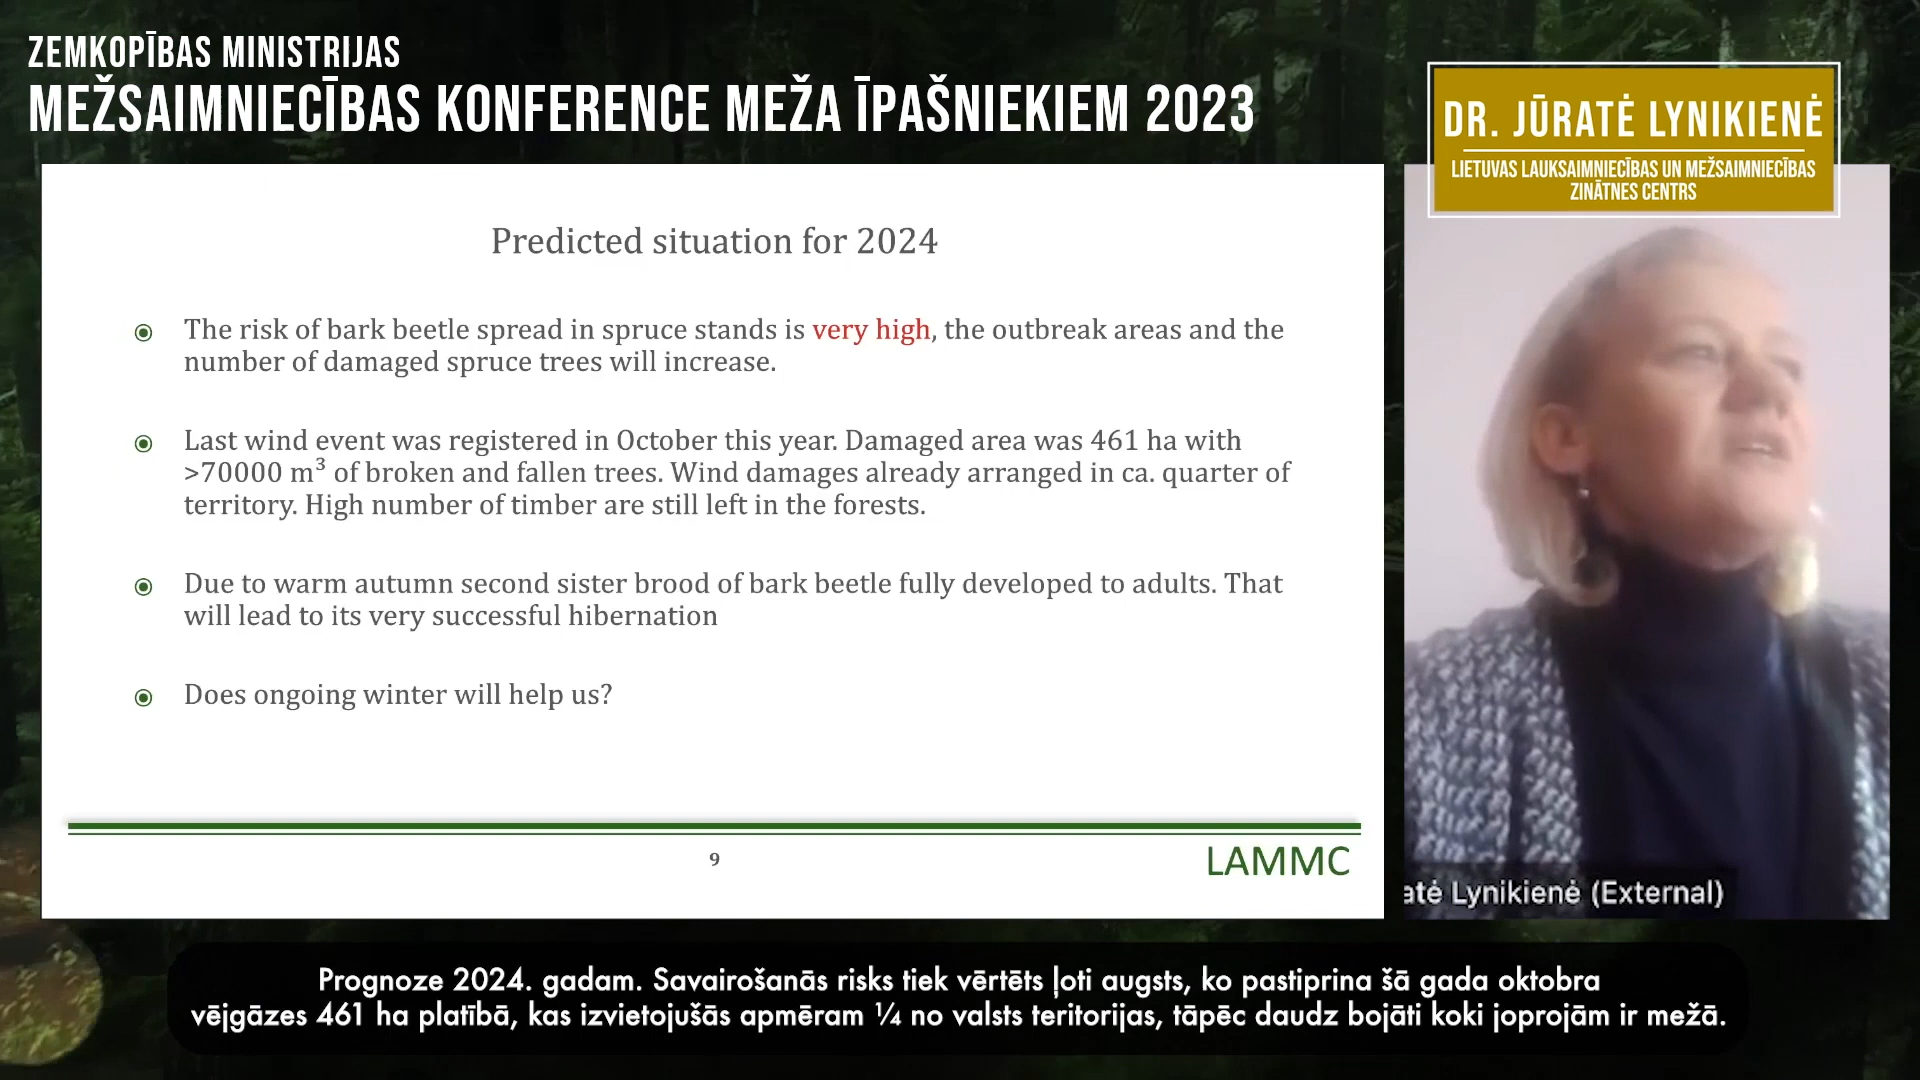 ZEMKOPĪBAS MINISTRIJAS
MEŽSAIMNIECĪBAS KONFERENCE MEŽA ĪPAŠNIEKIEM 2023
DR. JŪRATĖ LYNIKIENĖ
LIETUVAS LAUKSAIMNIECĪBAS UN MEŽSAIMNIECĪBAS
ZINĀTNES CENTRS
Predicted situation for 2024
The risk of bark beetle spread in spruce stands is very high, the outbreak areas and the
number of damaged spruce trees will increase.
Last wind event was registered in October this year. Damaged area was 461 ha with
>70000 m³ of broken and fallen trees. Wind damages already arranged in ca. quarter of
territory. High number of timber are still left in the forests.
Due to warm autumn second sister brood of bark beetle fully developed to adults. That
will lead to its very successful hibernation
Does ongoing winter will help us?
9
LAMMC
atė Lynikienė (External)
Prognoze 2024. gadam. Savairošanās risks tiek vērtēts ļoti augsts, ko pastiprina šā gada oktobra
vējgāzes 461 ha platībā, kas izvietojušās apmēram ¼ no valsts teritorijas, tāpēc daudz bojāti koki joprojām ir mežā.